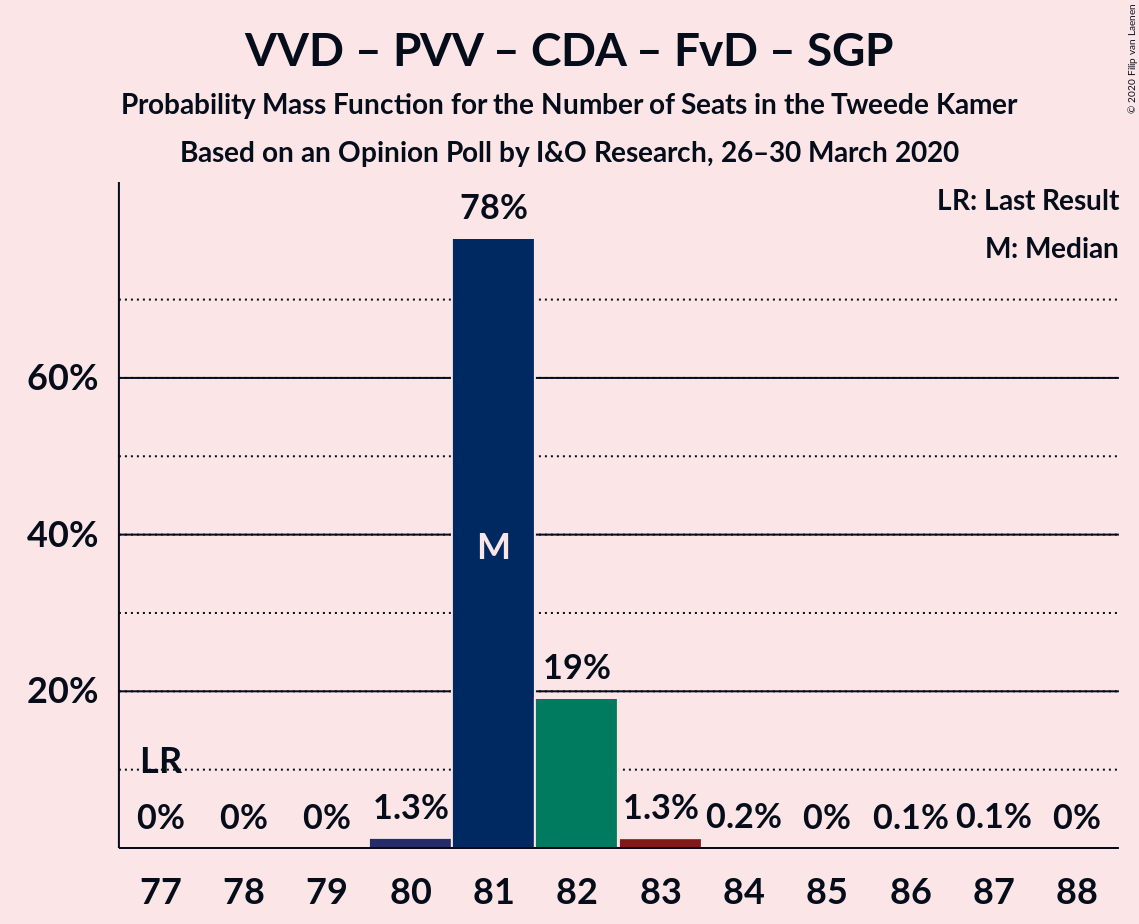 VVD – PVV – CDA – FvD – SGP
Probability Mass Function for the Number of Seats in the Tweede Kamer
Based on an Opinion Poll by I&O Research, 26–30 March 2020
© 2020 Filip van Laenen
LR: Last Result
M: Median
78%
60%
40%
M
19%
20%
LR
0% 0% 0% 1.3% 1.3% 0.2% 0% 0.1% 0.1% 0%
77 78 79 80 81 82 83 84 85 86 87 88